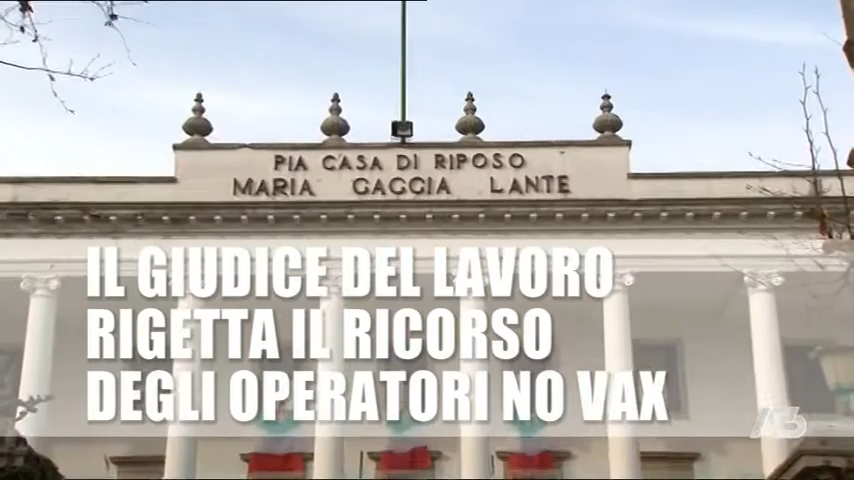 PIA CASA DI RIPOSO
MARIA GAGGIA LANTE
IL GIUDICE DEL LAVORO
RIGETTA IL RICORSO
DEGLI OPERATORI NO VAX